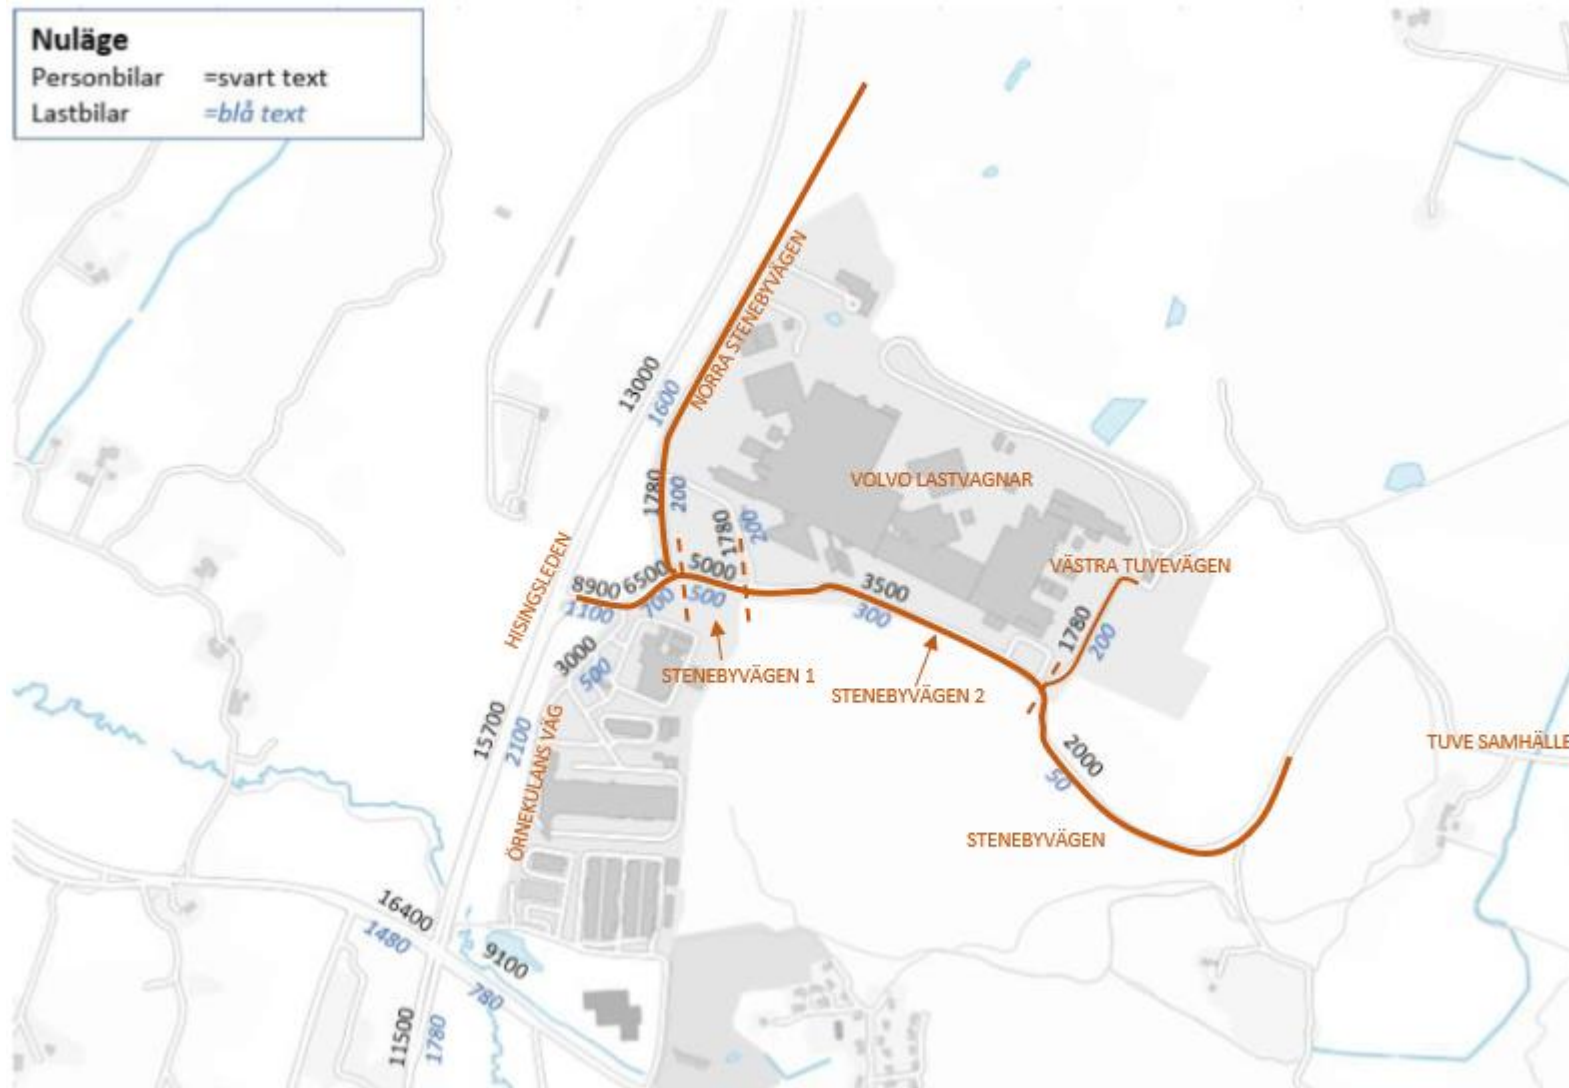 Nuläge
Personbilar =svart text
Lastbilar =blå text
NORRA STENEBYVÄGEN
13000
1600
1780
200
1780
200
VOLVO LASTVAGNAR
HISINGSLEDEN
8900
1100
6500
700
5000
500
3500
300
VÄSTRA TUVEVÄGEN
1780
200
3000
500
STENEBYVÄGEN 1
STENEBYVÄGEN 2
15700
2100
ÖRNEKULANS VÄG
2000
50
TUVE SAMHÄLLE
STENEBYVÄGEN
16400
1480
9100
780
11500
1780